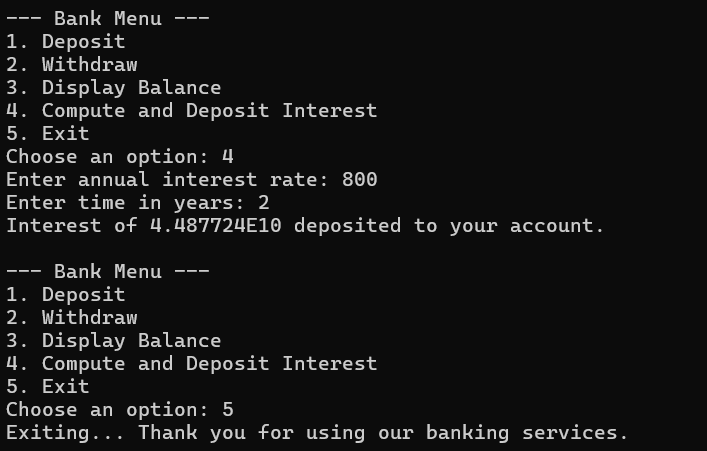 --- Bank Menu ---
1. Deposit
2. Withdraw
3. Display Balance
4. Compute and Deposit Interest
5. Exit
Choose an option: 4
Enter annual interest rate: 800
Enter time in years: 2
Interest of 4.487724E10 deposited to your account.

--- Bank Menu ---
1. Deposit
2. Withdraw
3. Display Balance
4. Compute and Deposit Interest
5. Exit
Choose an option: 5
Exiting... Thank you for using our banking services.